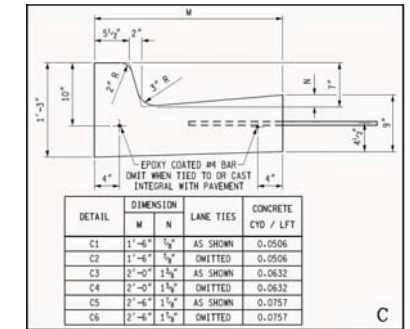 C
M
5½" 2"
2" R
3" R
N
7"
1'-3"
10"
9"
4½"
EPOXY COATED #4 BAR
OMIT WHEN TIED TO OR CAST
INTEGRAL WITH PAVEMENT
4" 4"
DETAIL DIMENSION LANE TIES CONCRETE
M N CYD / LFT
C1 1'-6" ⅞" AS SHOWN 0.0506
C2 1'-6" ⅞" OMITTED 0.0506
C3 2'-0" 1⅜" AS SHOWN 0.0632
C4 2'-0" 1⅜" OMITTED 0.0632
C5 2'-6" 1⅞" AS SHOWN 0.0757
C6 2'-6" 1⅞" OMITTED 0.0757
C